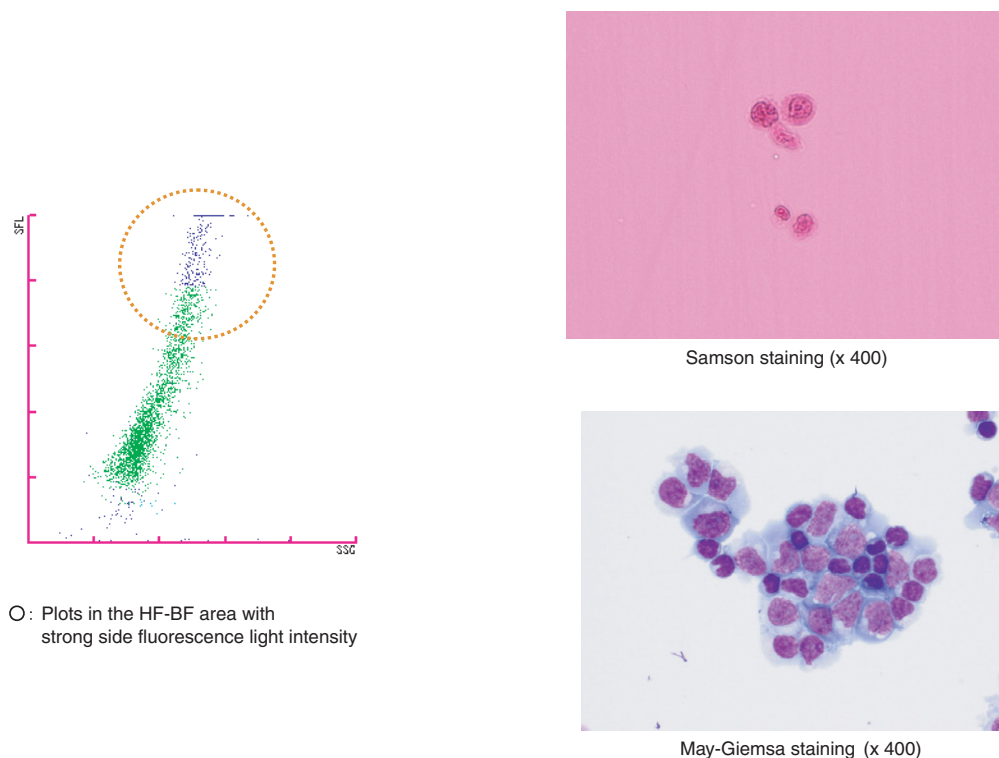 SFL
SSC
○: Plots in the HF-BF area with
strong side fluorescence light intensity
Samson staining (x 400)
May-Giemsa staining (x 400)